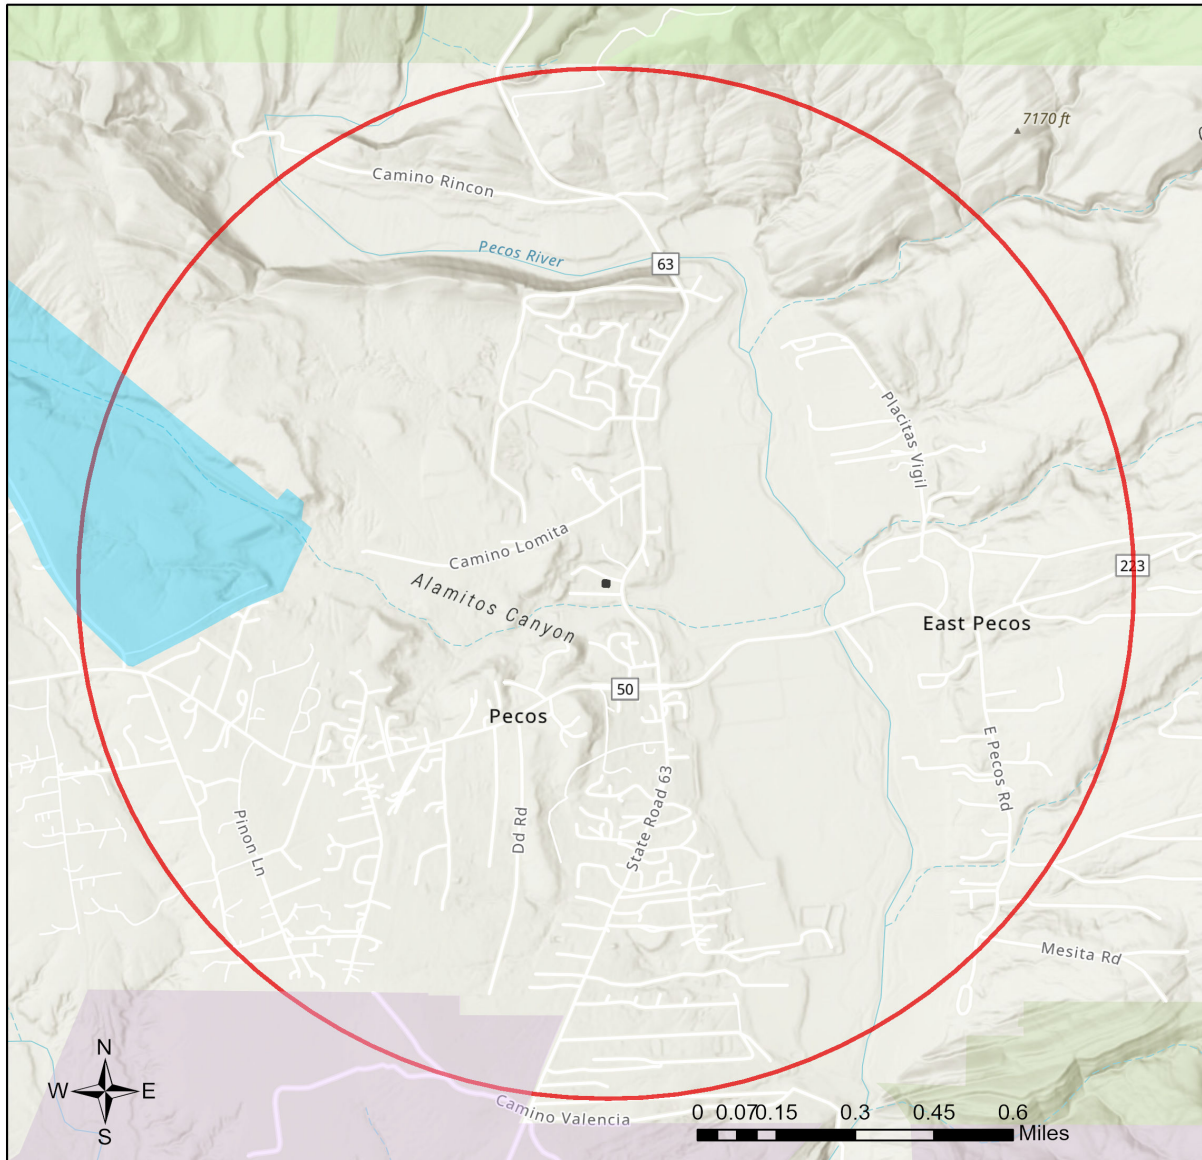 7170 ft
Camino Rincon
Pecos River
63
Placitas Vigil
Camino Lomita
Alamitos Canyon
223
East Pecos
50
Pecos
E Pecos Rd
State Road 63
Dd Rd
Pinon Ln
Mesita Rd
N
W E
S
Camino Valencia
0 0.07 0.15 0.3 0.45 0.6
Miles